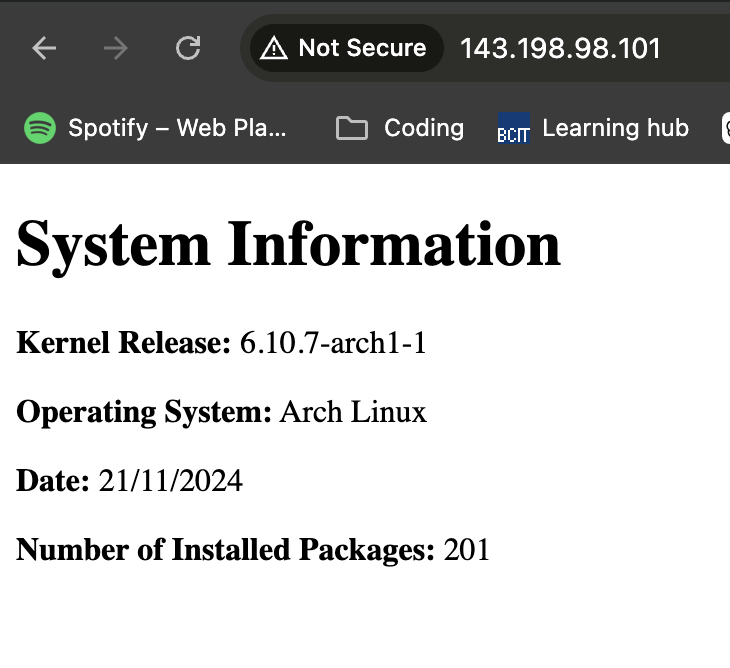 Not Secure 143.198.98.101
Spotify – Web Pla... Coding BCIT Learning hub
System Information
Kernel Release: 6.10.7-arch1-1
Operating System: Arch Linux
Date: 21/11/2024
Number of Installed Packages: 201